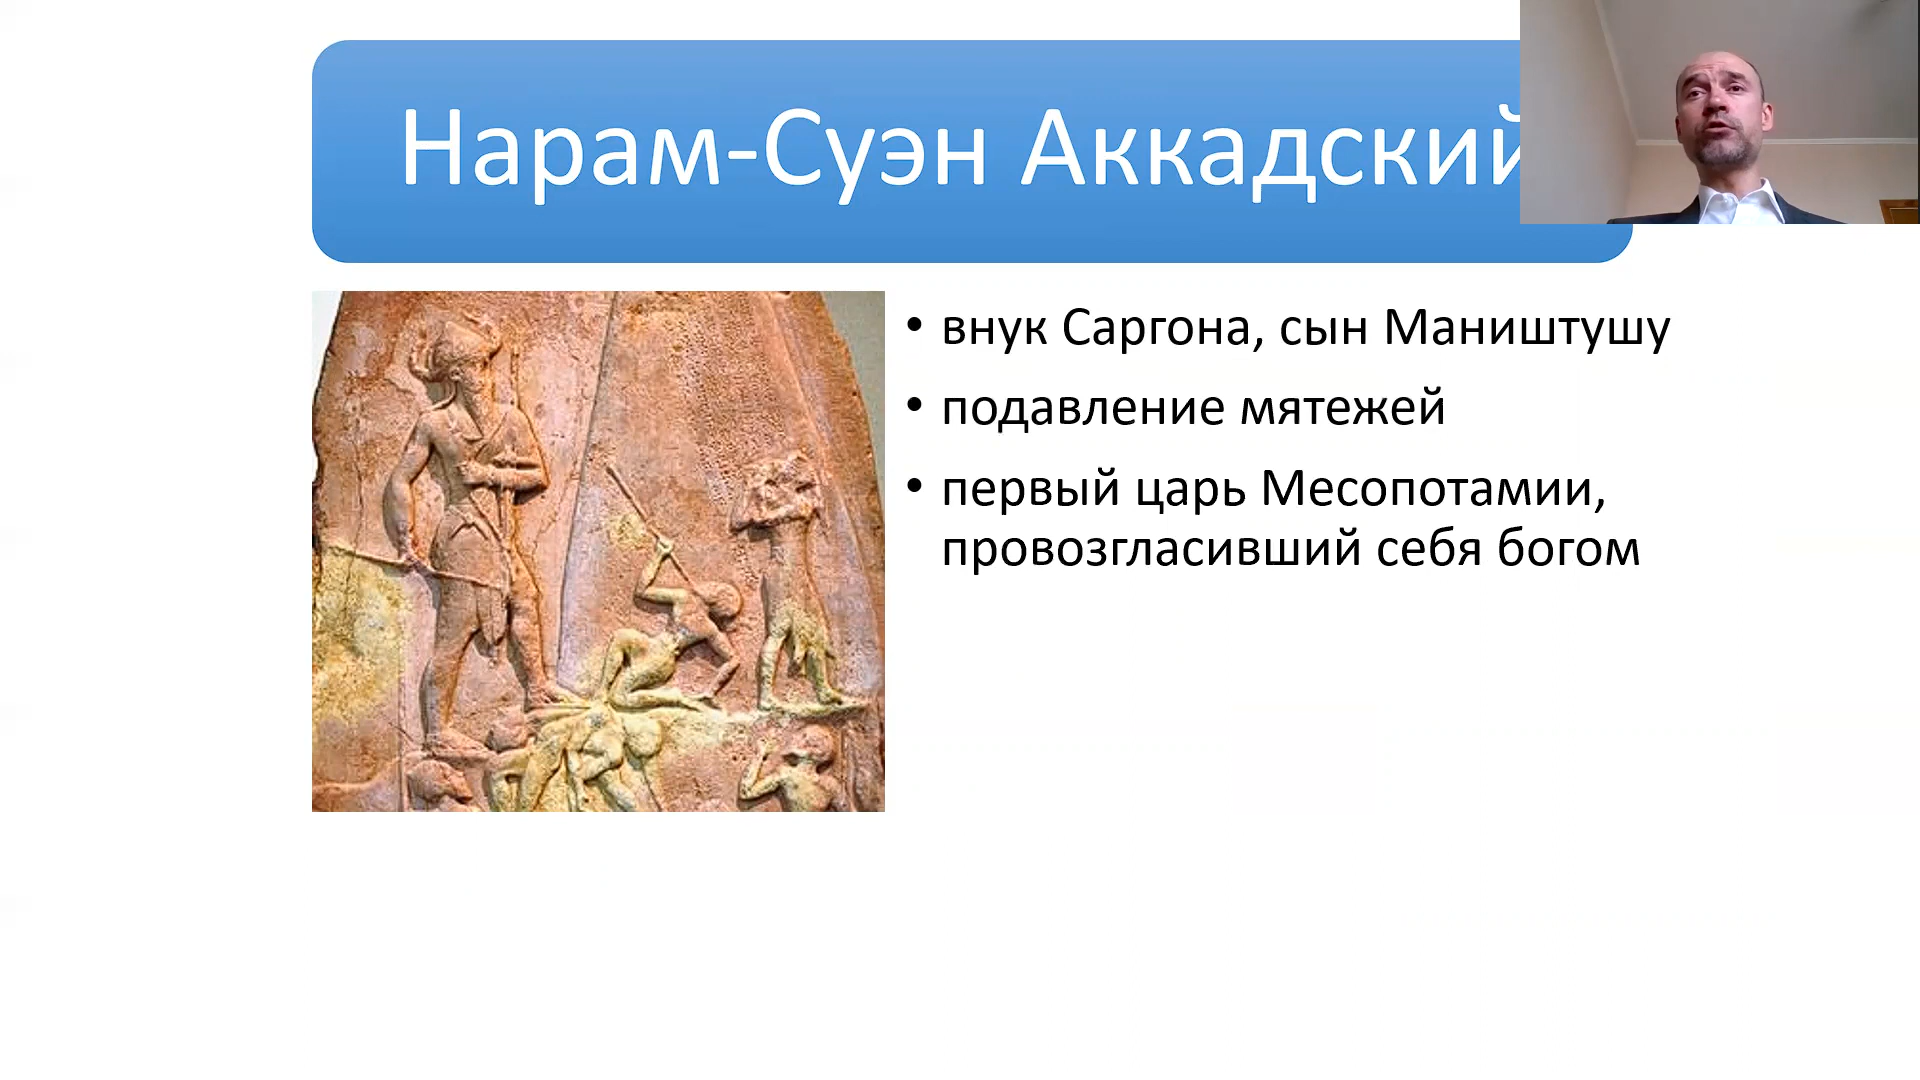 Нарам-Суэн Аккадский
• внук Саргона, сын Маништушу
• подавление мятежей
• первый царь Месопотамии,
провозгласивший себя богом